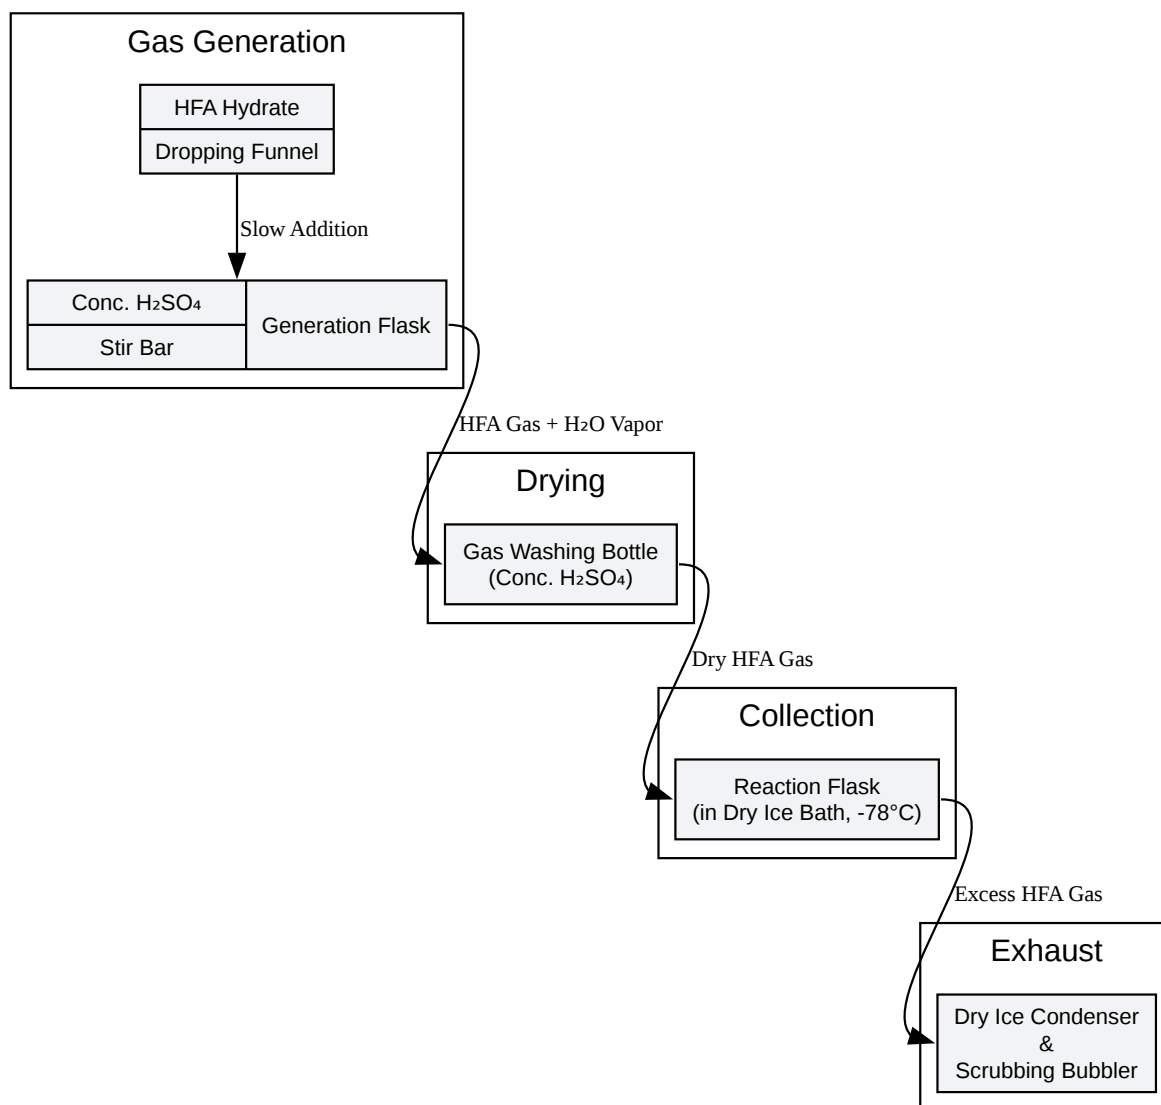 Gas Generation
HFA Hydrate
Dropping Funnel
Slow Addition
Conc. H₂SO₄
Stir Bar
Generation Flask
HFA Gas + H₂O Vapor
Drying
Gas Washing Bottle
(Conc. H₂SO₄)
Dry HFA Gas
Collection
Reaction Flask
(in Dry Ice Bath, -78°C)
Excess HFA Gas
Exhaust
Dry Ice Condenser
&
Scrubbing Bubbler